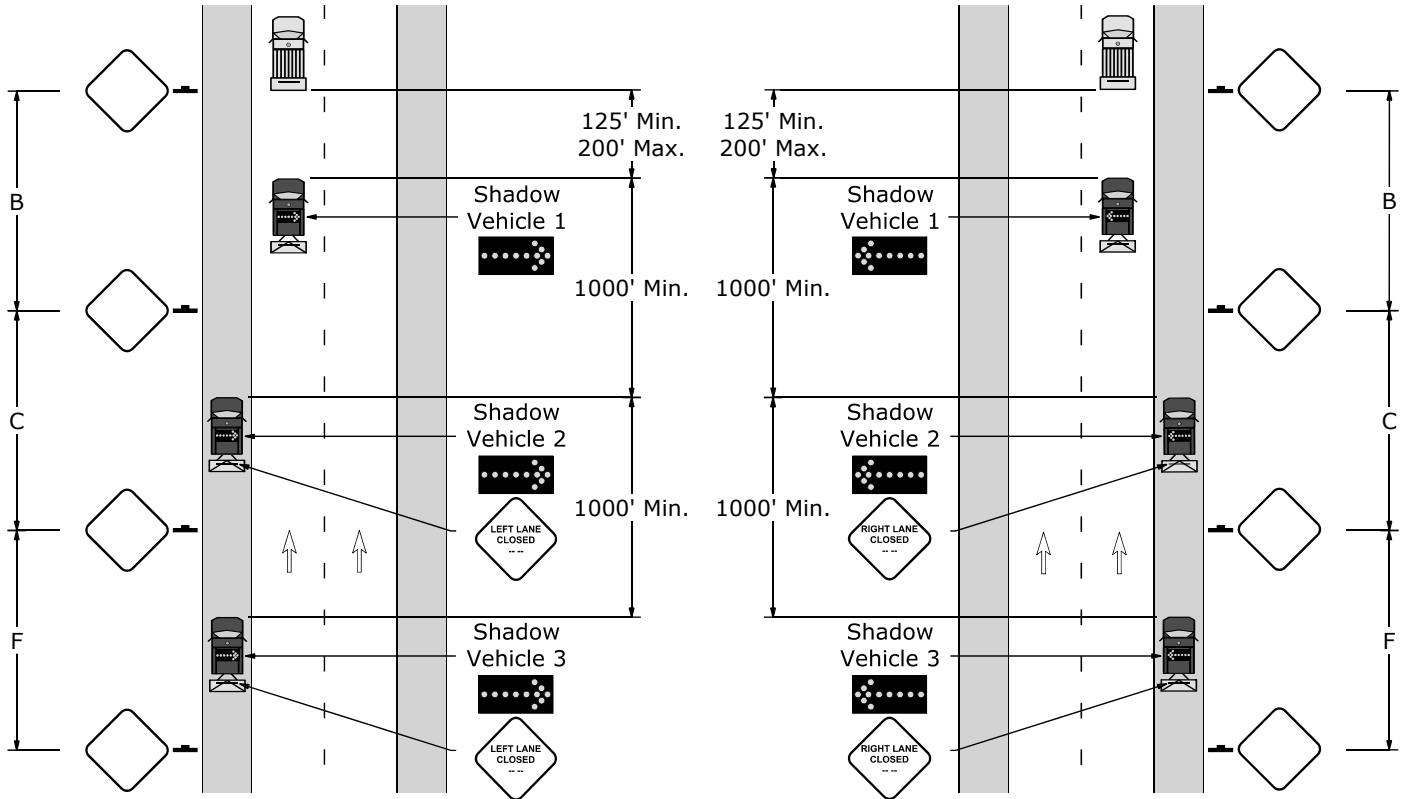 125' Min.
200' Max.
125' Min.
200' Max.
B
Shadow
Vehicle 1
Shadow
Vehicle 1
B
1000' Min.
1000' Min.
C
Shadow
Vehicle 2
Shadow
Vehicle 2
C
LEFT LANE
CLOSED
-- --
1000' Min.
1000' Min.
RIGHT LANE
CLOSED
-- --
F
Shadow
Vehicle 3
Shadow
Vehicle 3
F
LEFT LANE
CLOSED
-- --
RIGHT LANE
CLOSED
-- --